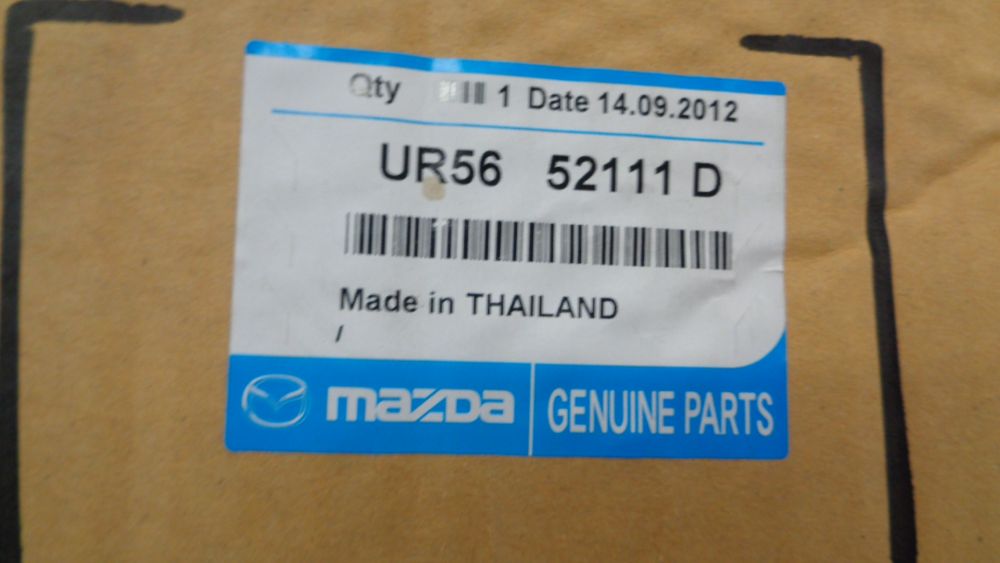 Qty 1 Date 14.09.2012
UR56 52111 D
Made in THAILAND
/
mazda GENUINE PARTS